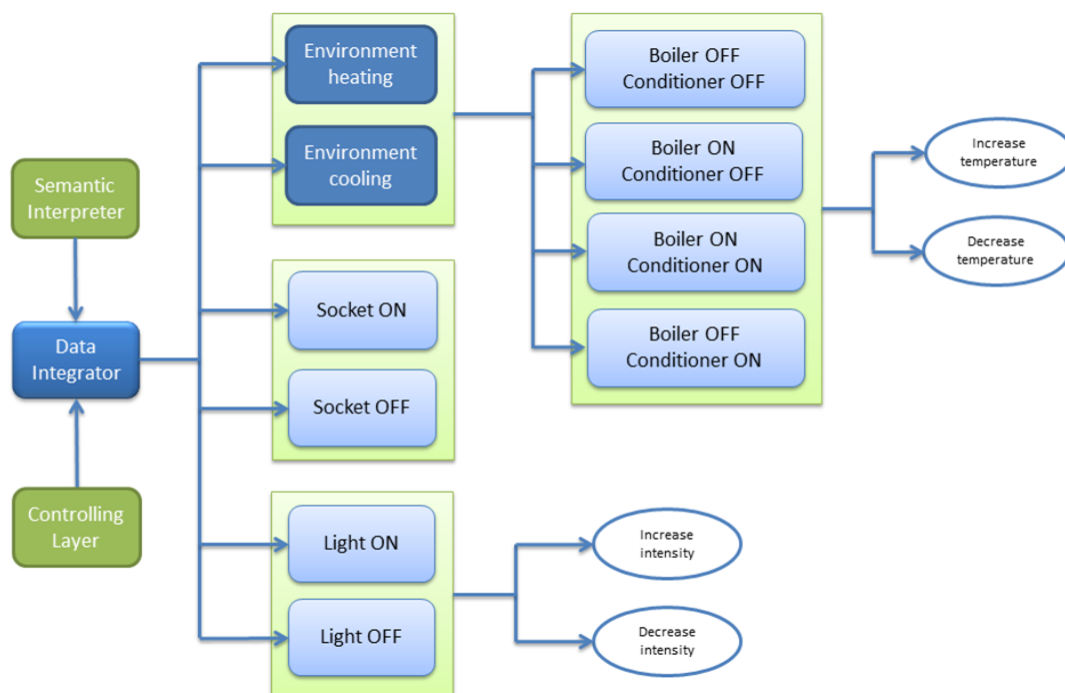 Semantic
Interpreter
Data
Integrator
Controlling
Layer
Environment
heating
Environment
cooling
Socket ON
Socket OFF
Light ON
Light OFF
Boiler OFF
Conditioner OFF
Boiler ON
Conditioner OFF
Boiler ON
Conditioner ON
Boiler OFF
Conditioner ON
Increase
temperature
Decrease
temperature
Increase
intensity
Decrease
intensity